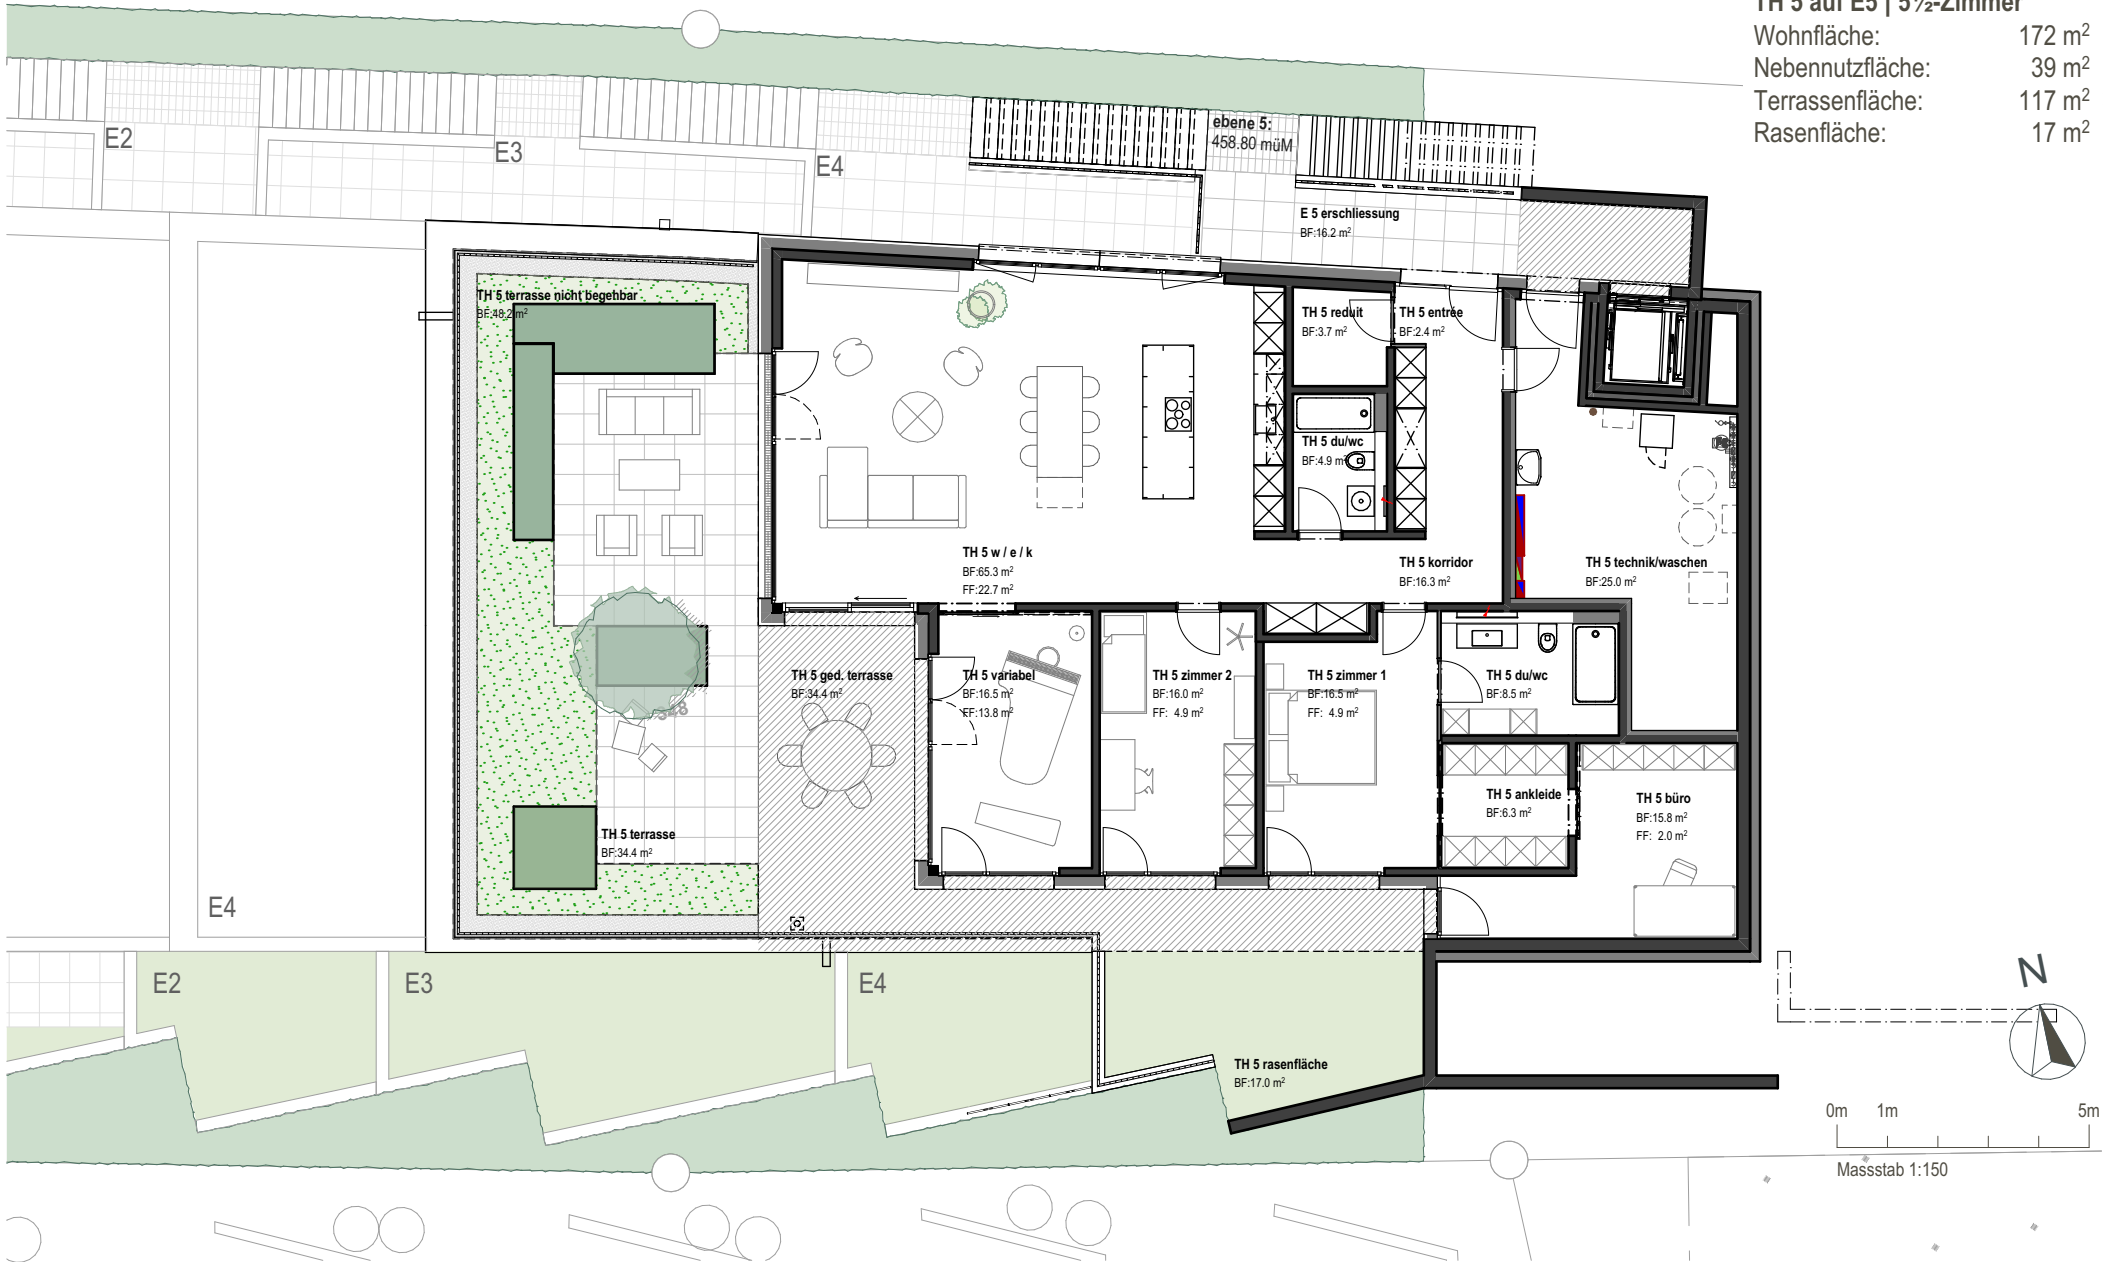 TH 5 auf E5 | 5½-Zimmer
Wohnfläche: 172 m²
Nebennutzfläche: 39 m²
Terrassenfläche: 117 m²
Rasenfläche: 17 m²
E2
E3
E4
ebene 5:
458.80 müM
E 5 erschliessung
BF:16.2 m²
TH 5 terrasse nicht begehbar
BF:48.2 m²
TH 5 reduit
BF:3.7 m²
TH 5 entrée
BF:2.4 m²
TH 5 du/wc
BF:4.9 m²
TH 5 w / e / k
BF:65.3 m²
FF:22.7 m²
TH 5 korridor
BF:16.3 m²
TH 5 technik/waschen
BF:25.0 m²
TH 5 ged. terrasse
BF:34.4 m²
TH 5 variabel
BF:16.5 m²
FF:13.8 m²
TH 5 zimmer 2
BF:16.0 m²
FF: 4.9 m²
TH 5 zimmer 1
BF:16.5 m²
FF: 4.9 m²
TH 5 du/wc
BF:8.5 m²
TH 5 ankleide
BF:6.3 m²
TH 5 büro
BF:15.8 m²
FF: 2.0 m²
TH 5 terrasse
BF:34.4 m²
E4
E2
E3
E4
TH 5 rasenfläche
BF:17.0 m²
N
0m 1m 5m
Massstab 1:150